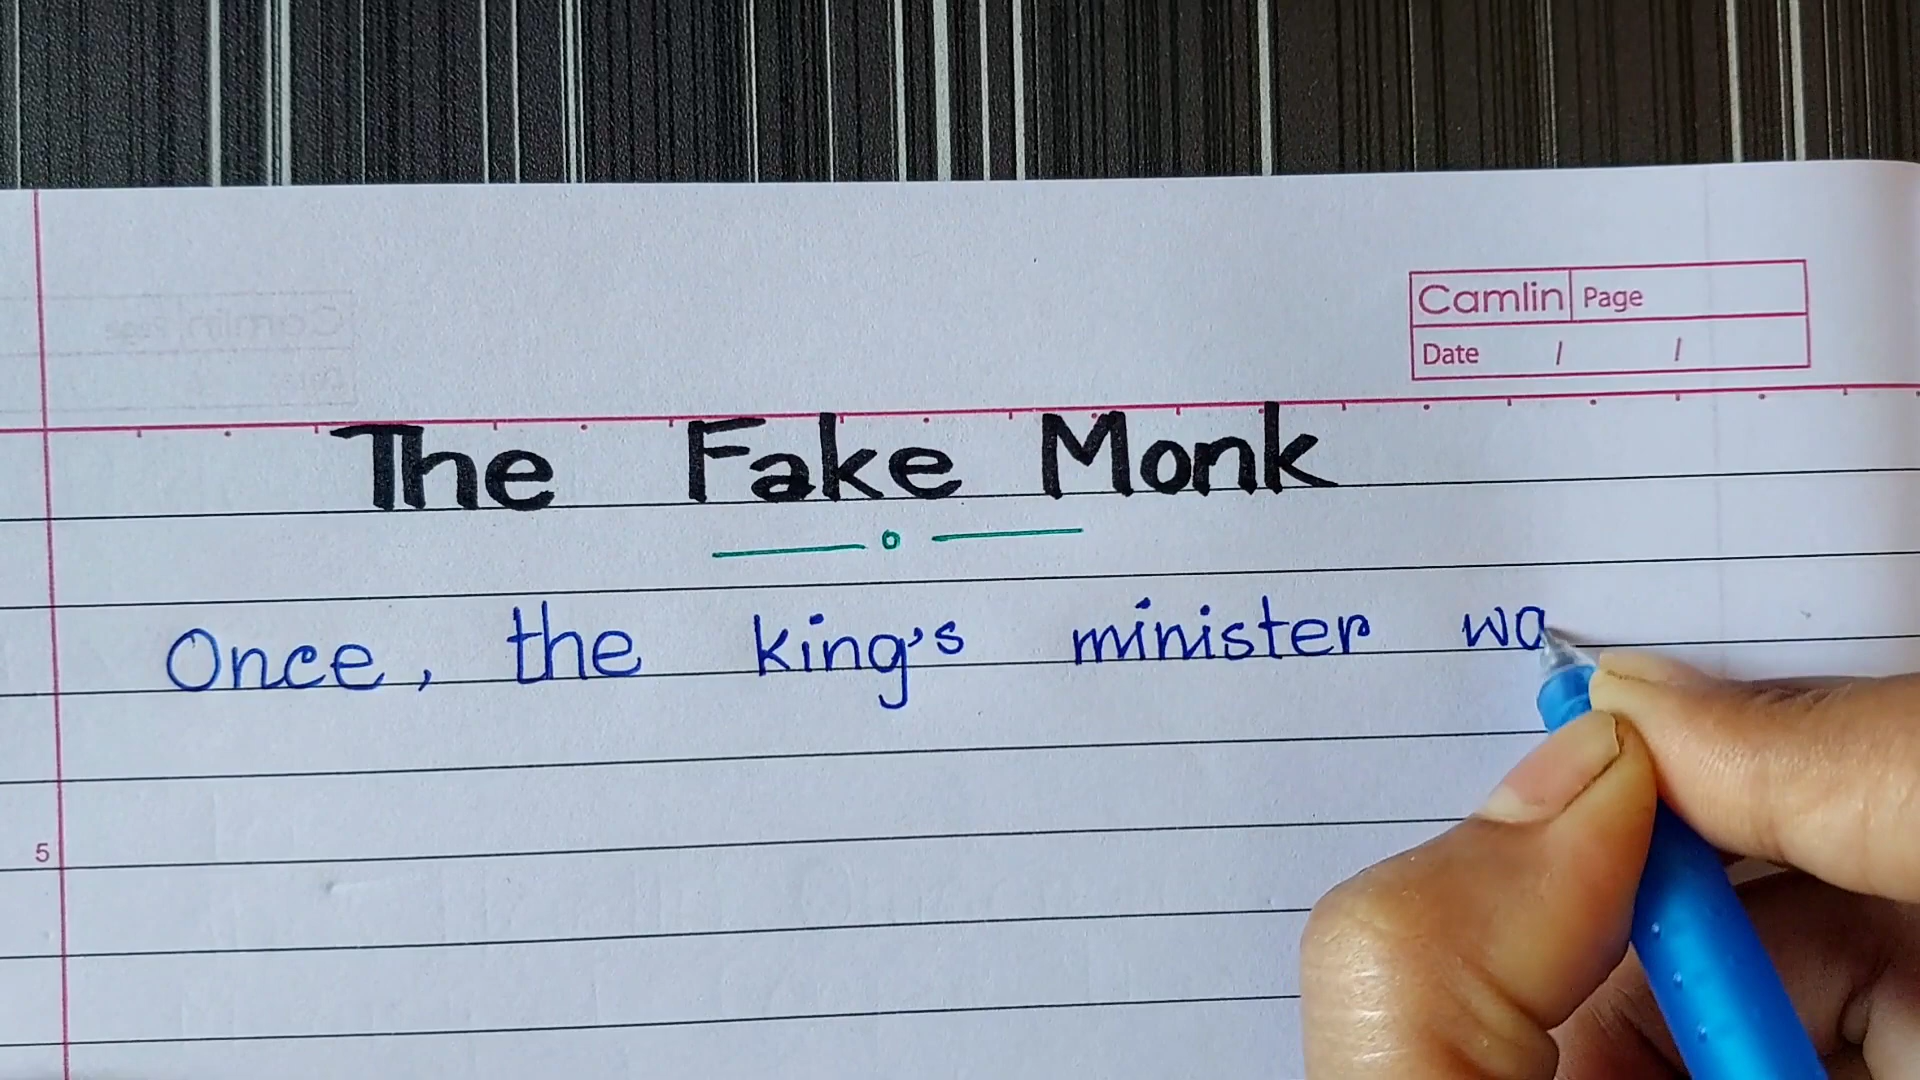 Camlin Page
Date / /
The Fake Monk
Once, the king's minister wa
5